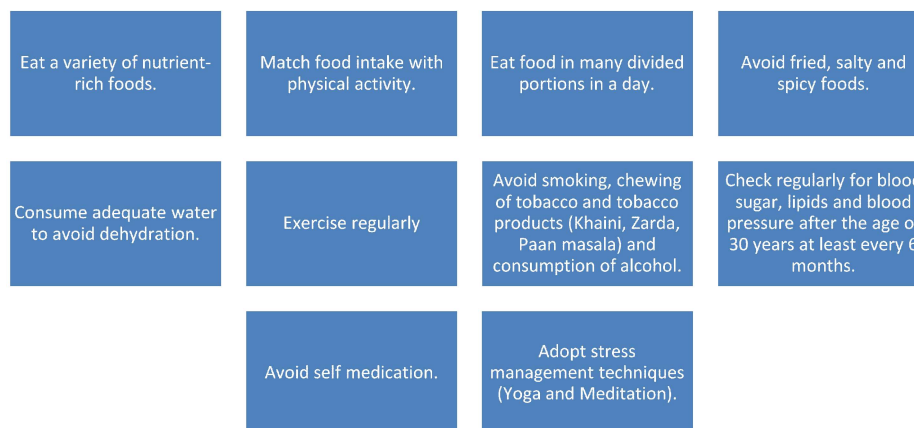 Eat a variety of nutrient-
rich foods.
Match food intake with
physical activity.
Eat food in many divided
portions in a day.
Avoid fried, salty and
spicy foods.
Consume adequate water
to avoid dehydration.
Exercise regularly
Avoid smoking, chewing
of tobacco and tobacco
products (Khaini, Zarda,
Paan masala) and
consumption of alcohol.
Check regularly for blood
sugar, lipids and blood
pressure after the age of
30 years at least every 6
months.
Avoid self medication.
Adopt stress
management techniques
(Yoga and Meditation).